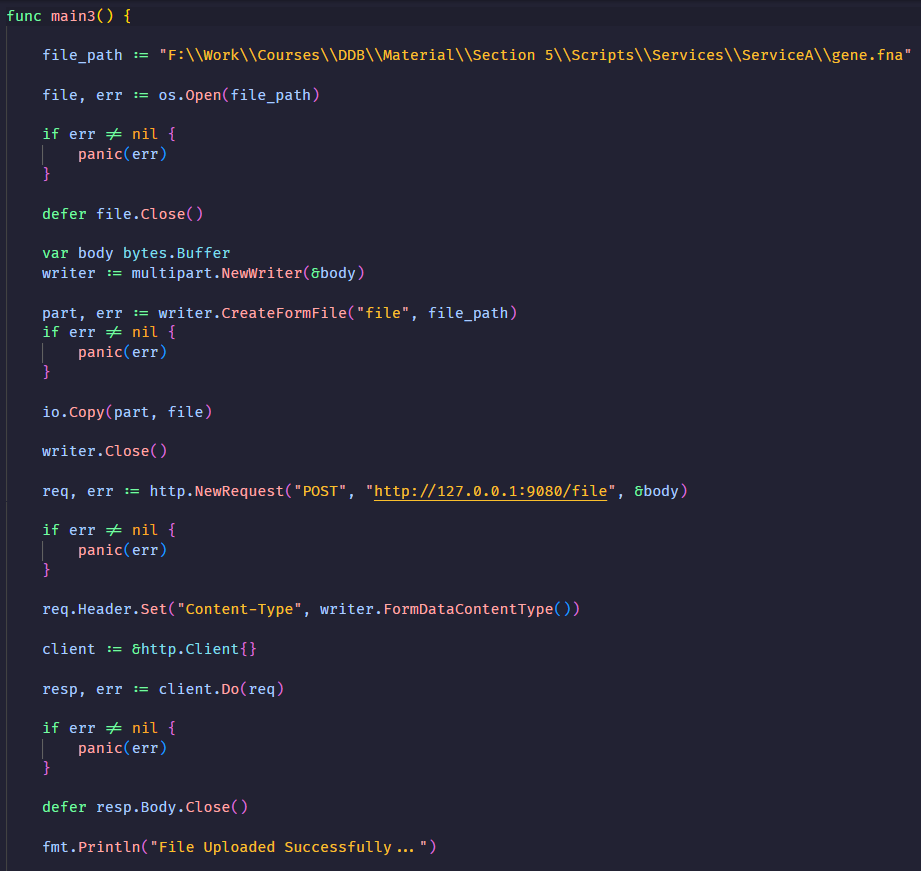 func main3() {
file_path := "F:\\Work\\Courses\\DDB\\Material\\Section 5\\Scripts\\Services\\ServiceA\\gene.fna"
file, err := os.Open(file_path)
if err != nil {
panic(err)
}
defer file.Close()
var body bytes.Buffer
writer := multipart.NewWriter(&body)
part, err := writer.CreateFormFile("file", file_path)
if err != nil {
panic(err)
}
io.Copy(part, file)
writer.Close()
req, err := http.NewRequest("POST", "http://127.0.0.1:9080/file", &body)
if err != nil {
panic(err)
}
req.Header.Set("Content-Type", writer.FormDataContentType())
client := &http.Client{}
resp, err := client.Do(req)
if err != nil {
panic(err)
}
defer resp.Body.Close()
fmt.Println("File Uploaded Successfully...")